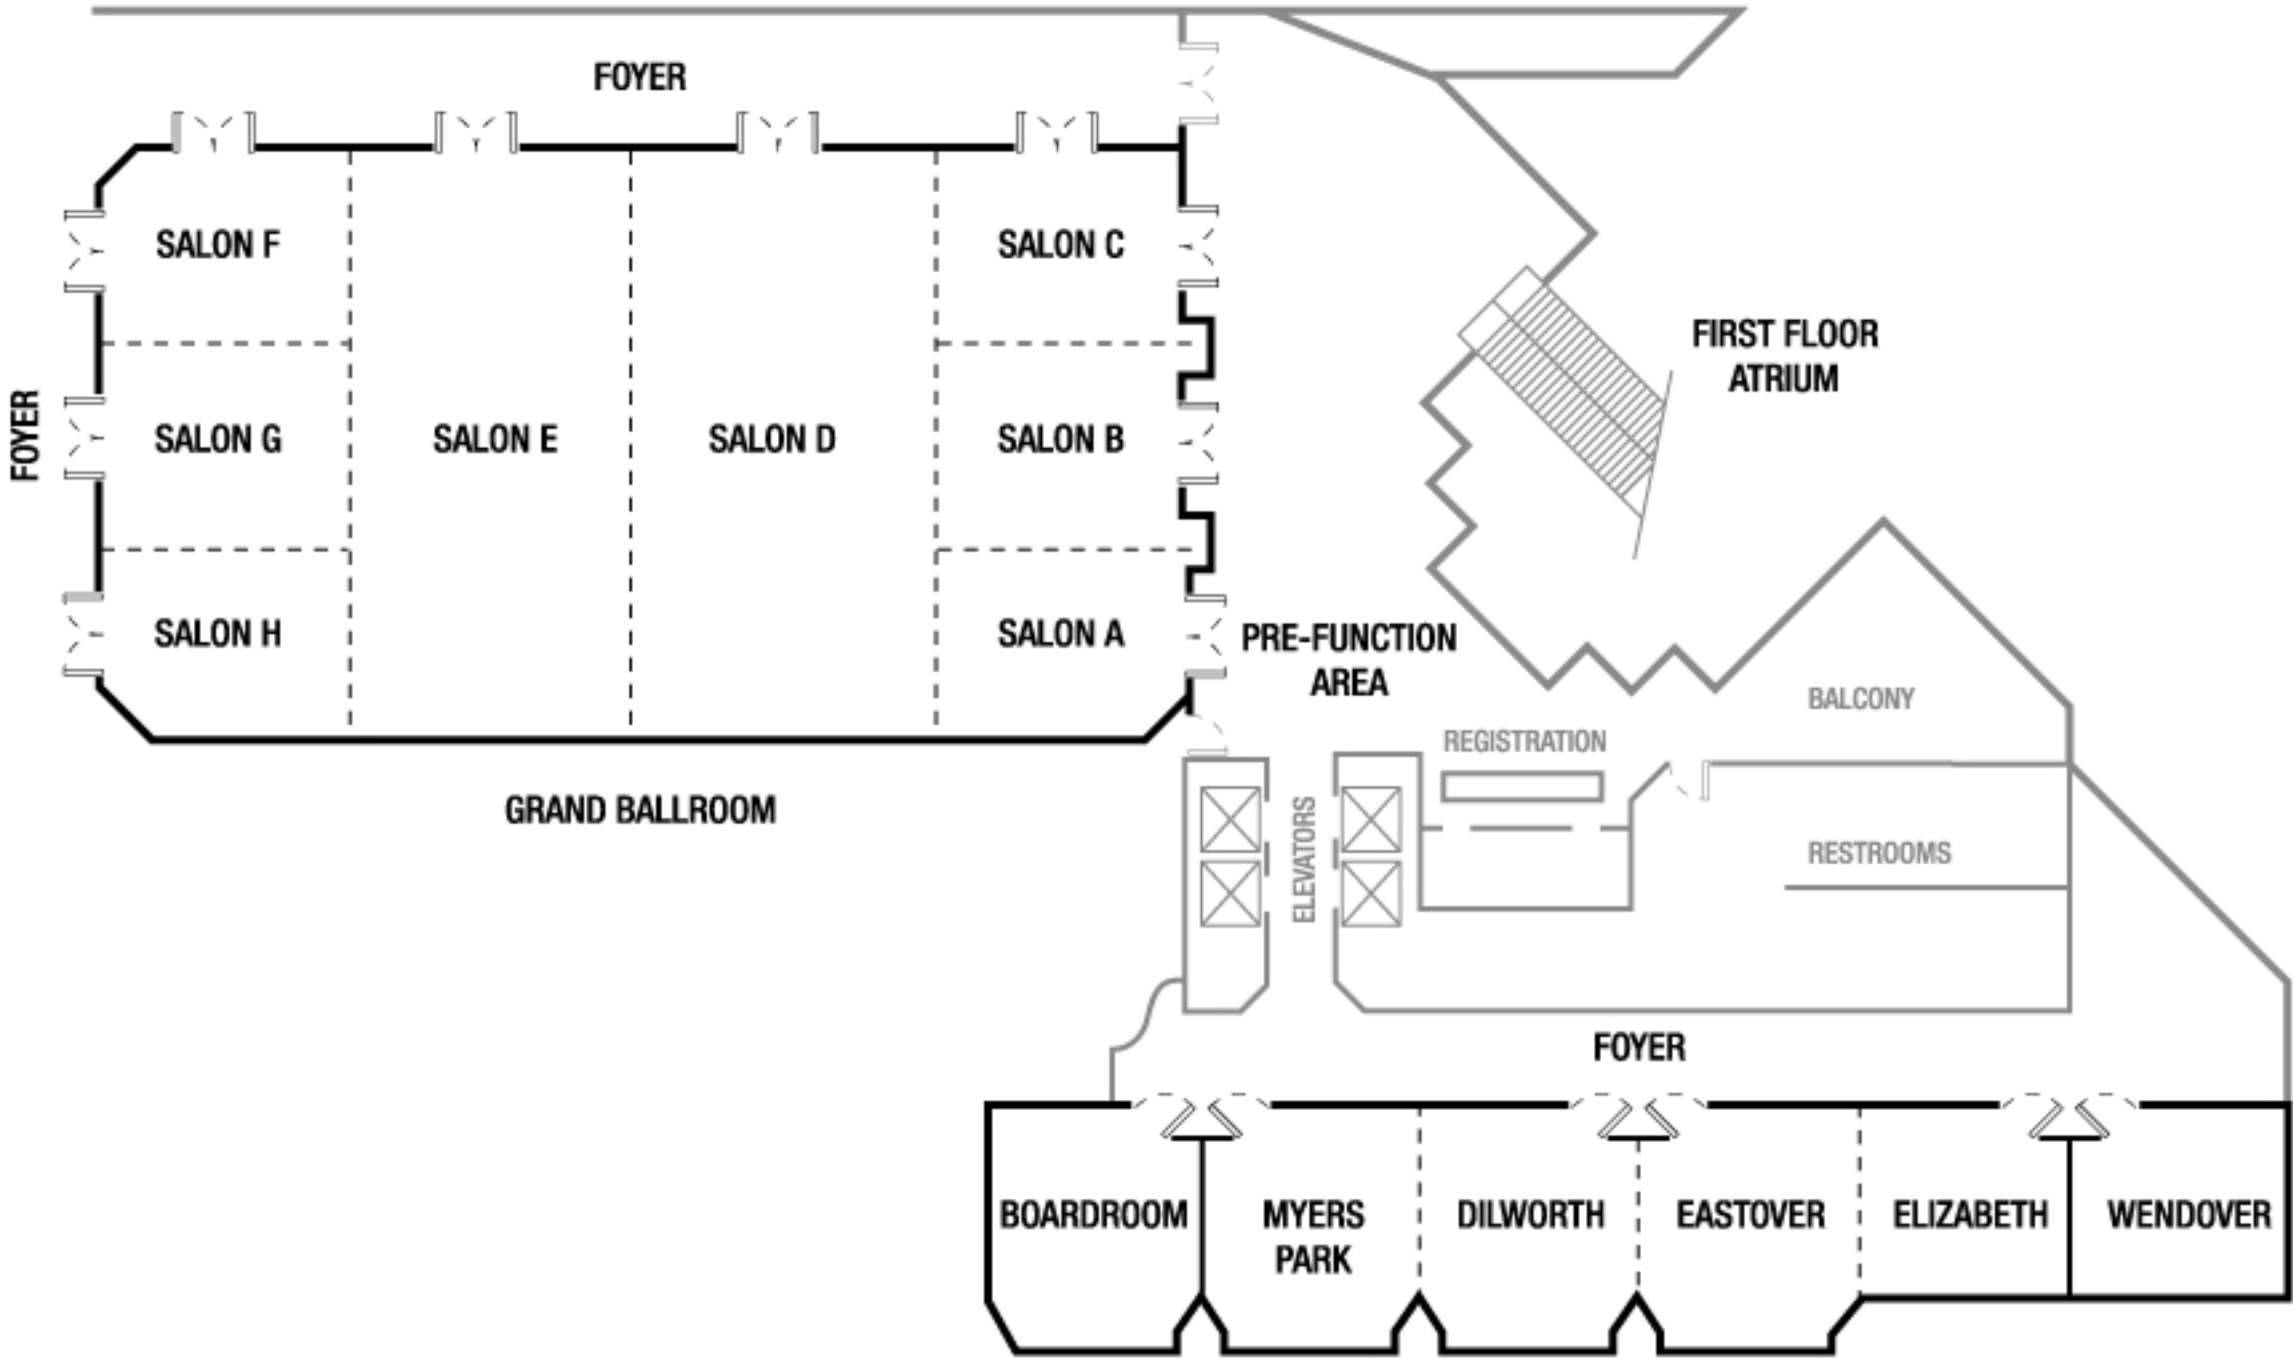 FOYER
SALON F
SALON C
FIRST FLOOR
ATRIUM
FOYER
SALON G
SALON E
SALON D
SALON B
SALON H
SALON A
PRE-FUNCTION
AREA
BALCONY
REGISTRATION
GRAND BALLROOM
ELEVATORS
RESTROOMS
FOYER
BOARDROOM
MYERS
PARK
DILWORTH
EASTOVER
ELIZABETH
WENDOVER